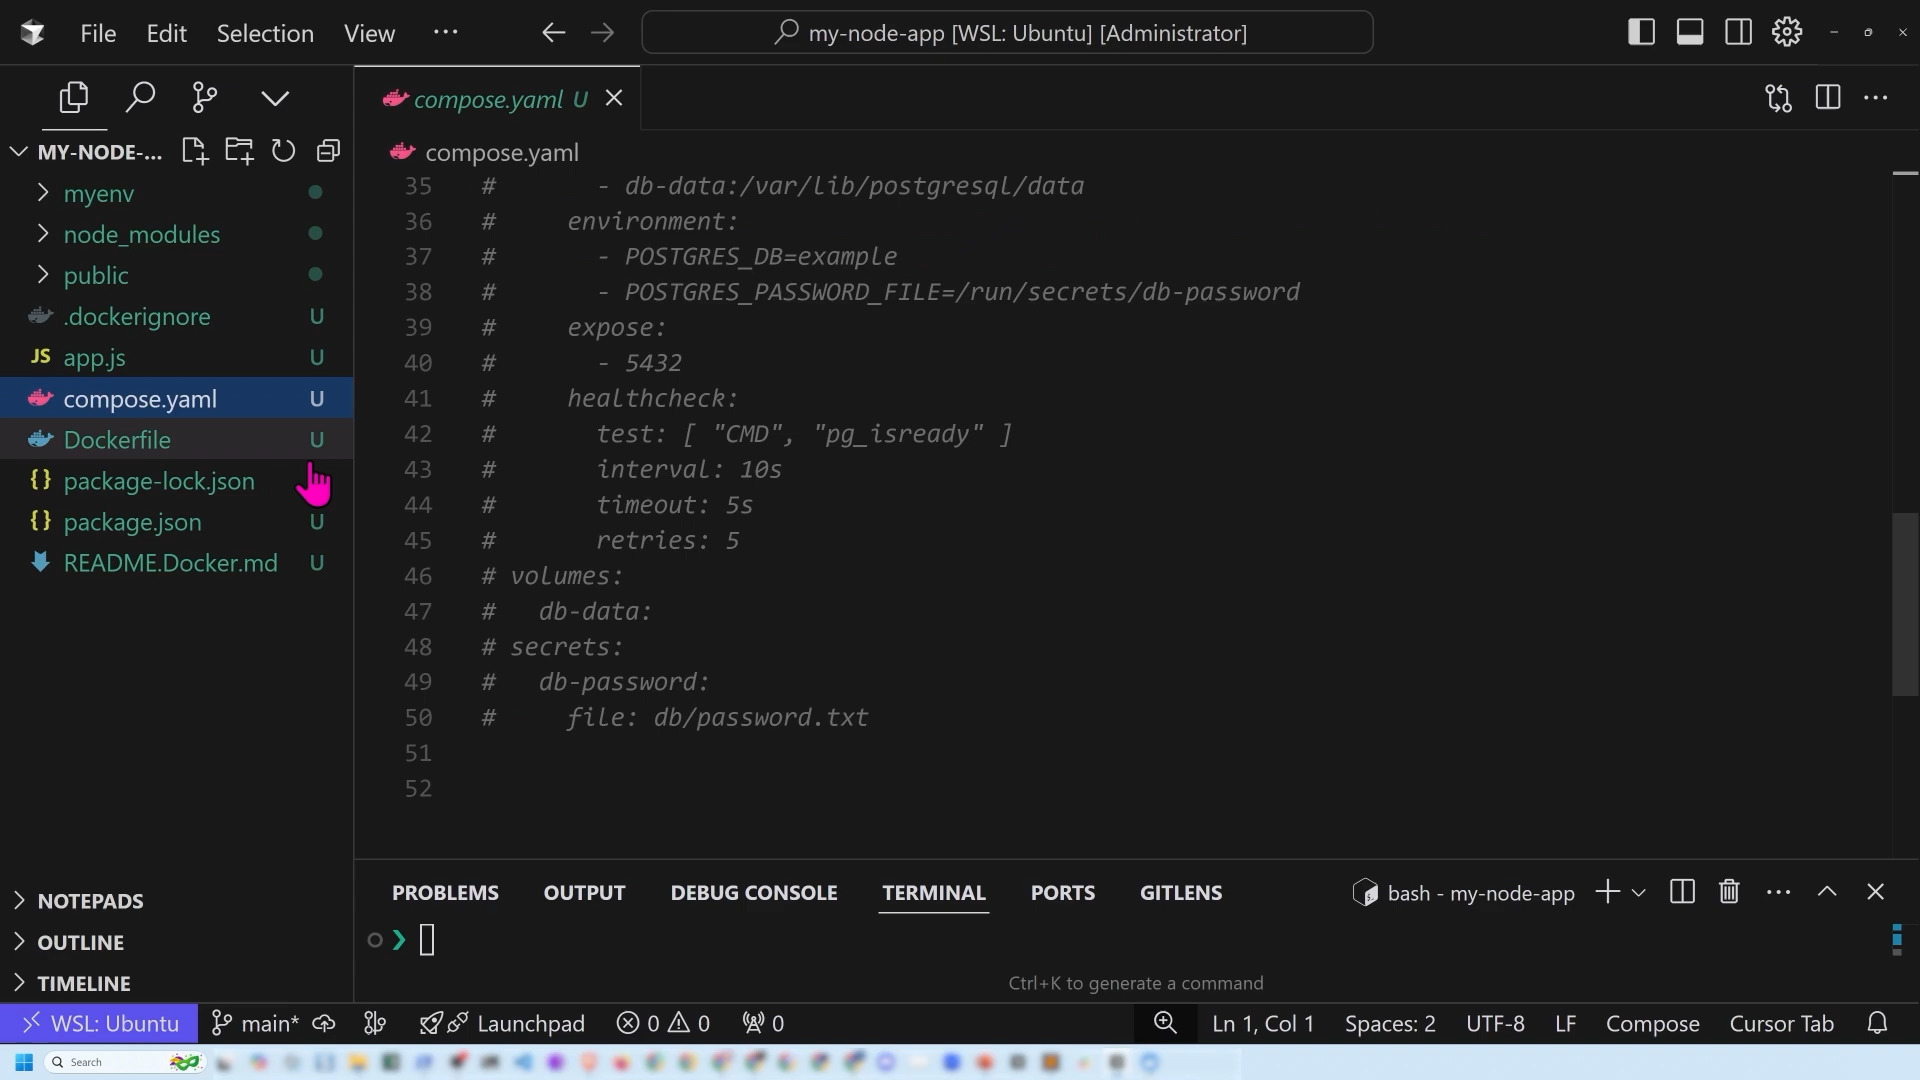 File Edit Selection View ··· my-node-app [WSL: Ubuntu] [Administrator]
MY-NODE-...
myenv
node_modules
public
.dockerignore U
JS app.js U
compose.yaml U
Dockerfile U
{} package-lock.json
{} package.json U
README.Docker.md U
NOTEPADS
OUTLINE
TIMELINE
compose.yaml U
compose.yaml
35 # - db-data:/var/lib/postgresql/data
36 # environment:
37 # - POSTGRES_DB=example
38 # - POSTGRES_PASSWORD_FILE=/run/secrets/db-password
39 # expose:
40 # - 5432
41 # healthcheck:
42 # test: [ "CMD", "pg_isready" ]
43 # interval: 10s
44 # timeout: 5s
45 # retries: 5
46 # volumes:
47 # db-data:
48 # secrets:
49 # db-password:
50 # file: db/password.txt
51
52
PROBLEMS OUTPUT DEBUG CONSOLE TERMINAL PORTS GITLENS bash - my-node-app
Ctrl+K to generate a command
WSL: Ubuntu main* Launchpad 0 0 0 Ln 1, Col 1 Spaces: 2 UTF-8 LF Compose Cursor Tab
Search